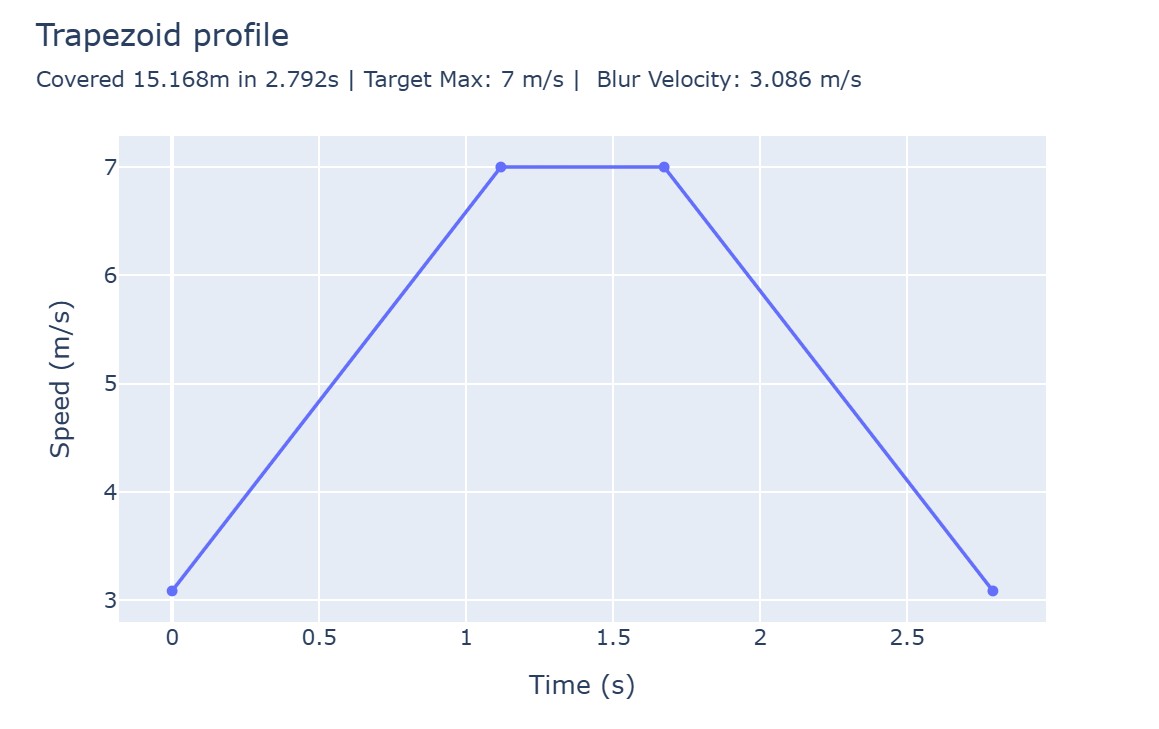 Trapezoid profile
Covered 15.168m in 2.792s | Target Max: 7 m/s |  Blur Velocity: 3.086 m/s
7
6
5
4
3
Speed (m/s)
0 0.5 1 1.5 2 2.5
Time (s)